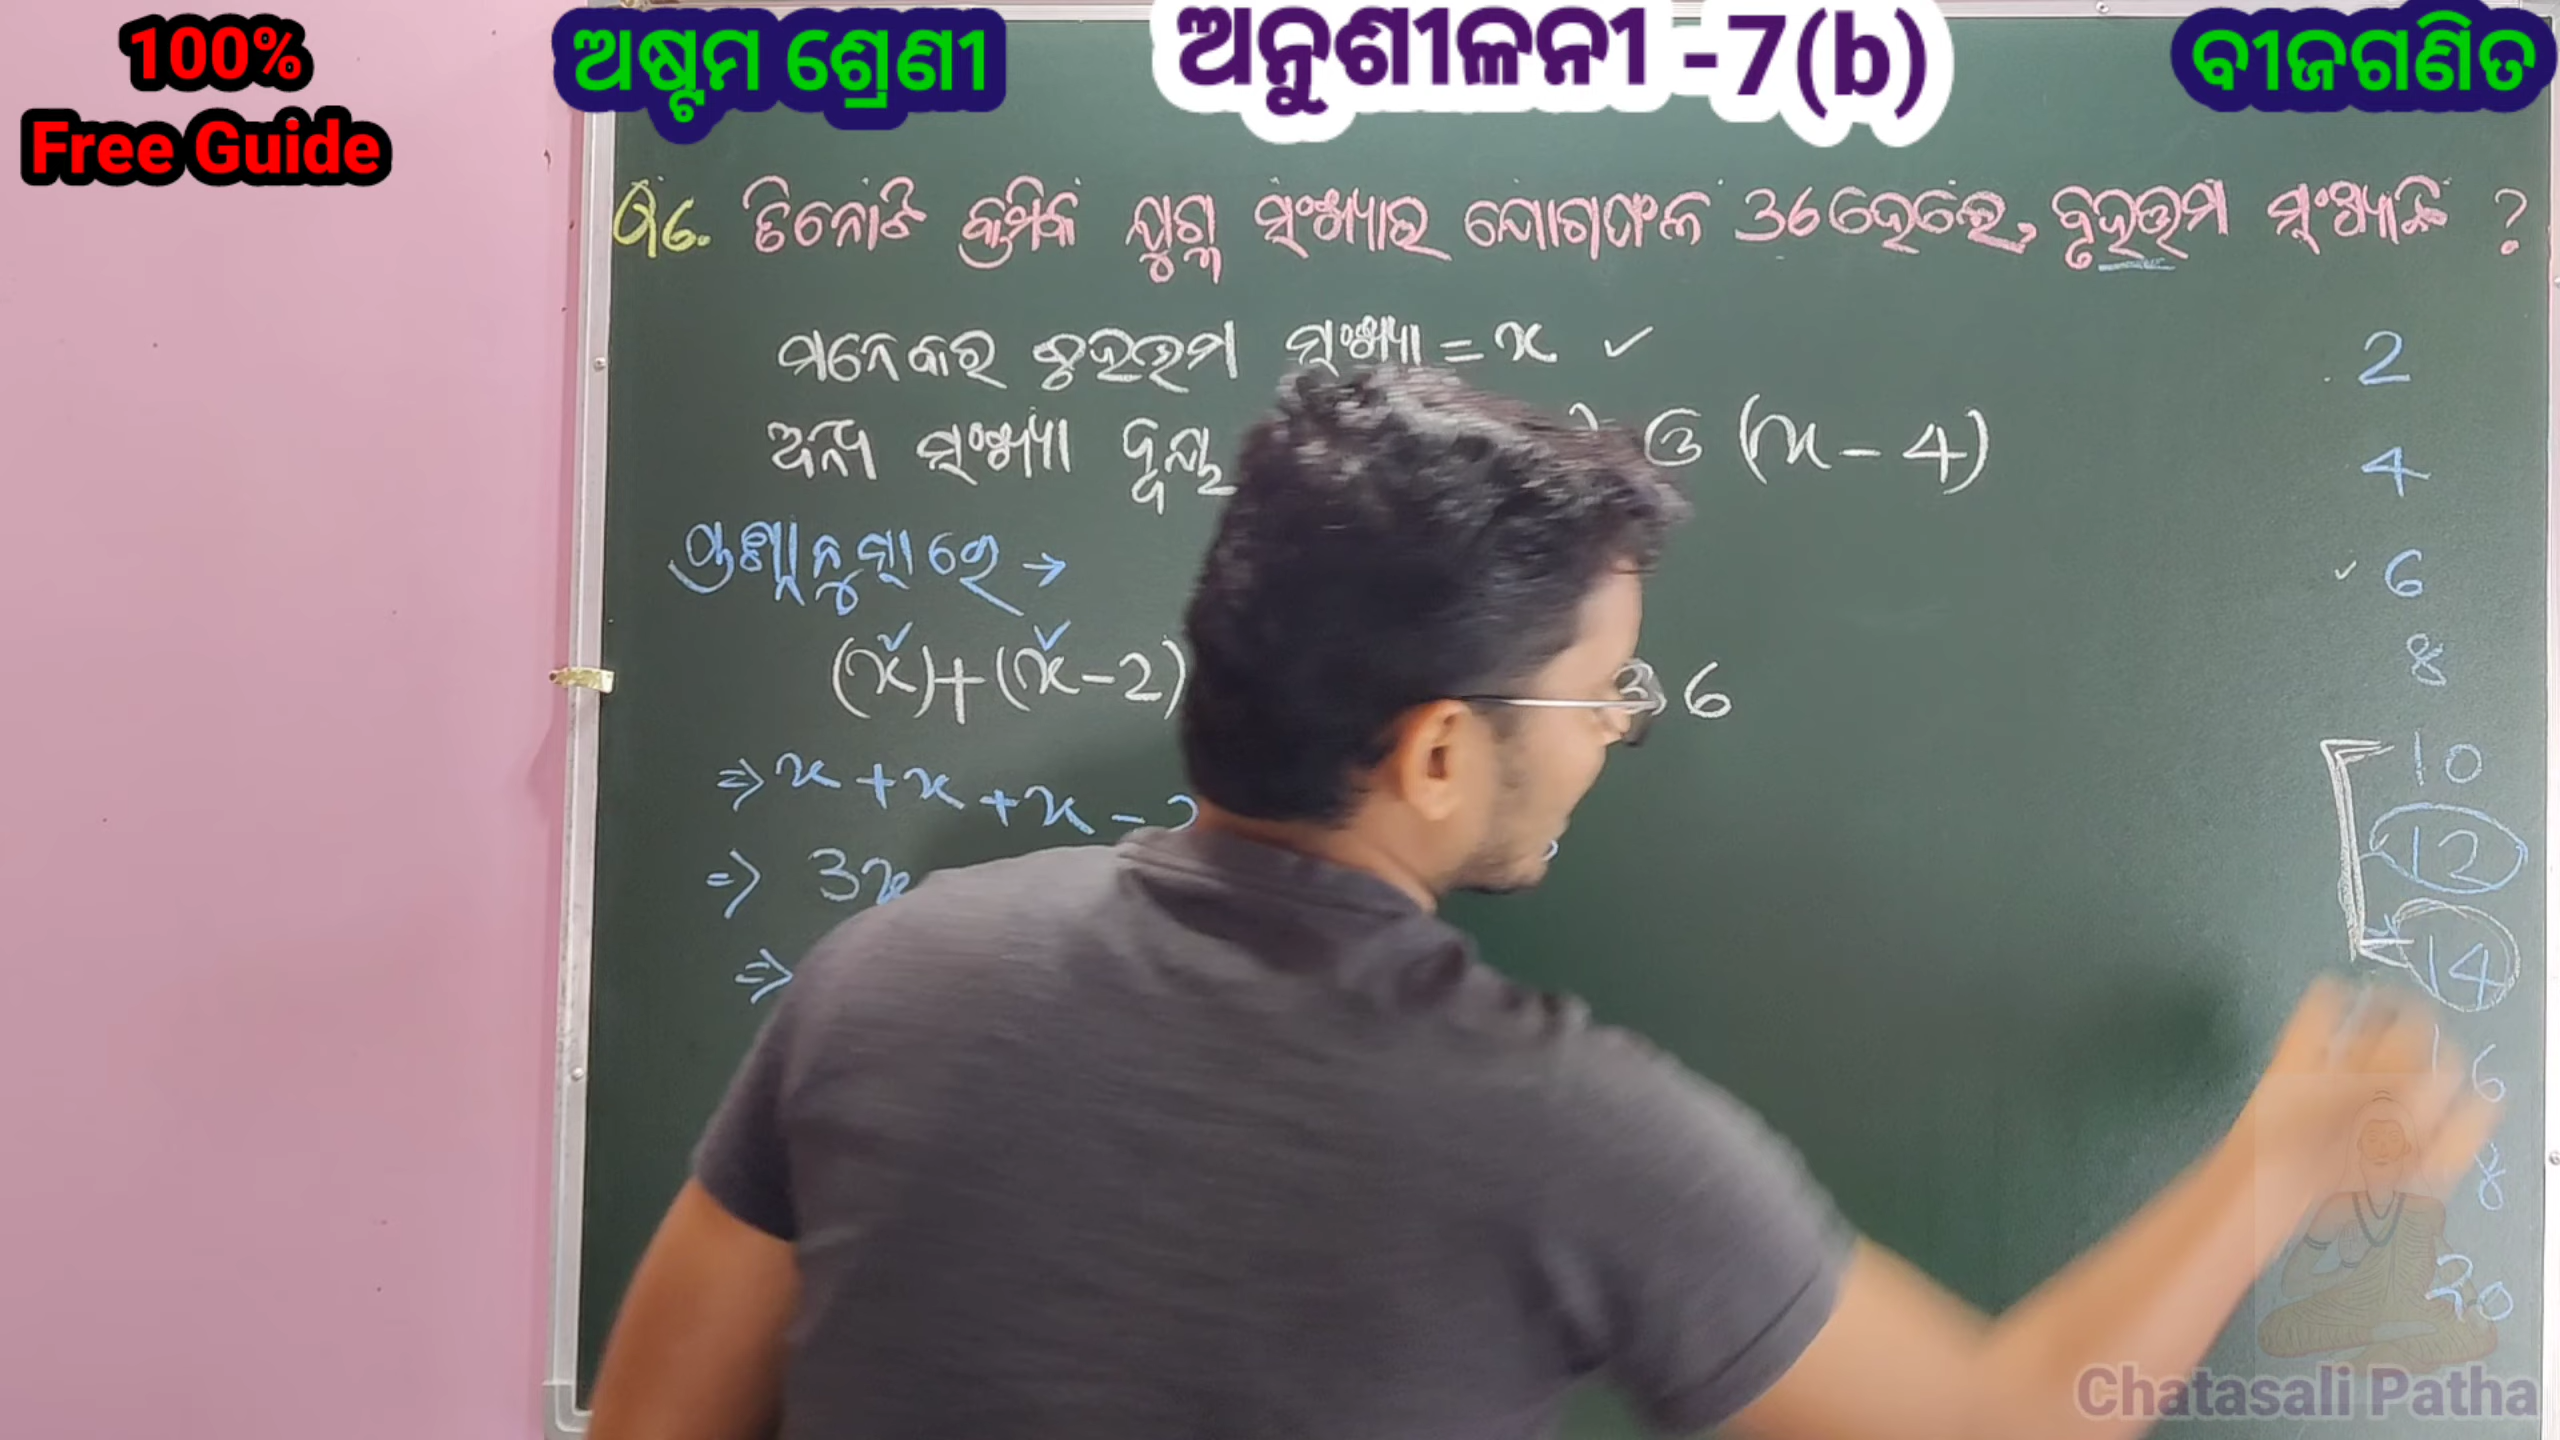 100%
Free Guide
ଅଷ୍ଟମ ଶ୍ରେଣୀ
ଅନୁଶୀଳନୀ -7(b)
ବୀଜଗଣିତ
Q6. ତିନୋଟି କ୍ରମିକ ଯୁଗ୍ମ ସଂଖ୍ୟାର ଯୋଗଫଳ 36 ହେଲେ, ବୃହତ୍ତମ ସଂଖ୍ୟାଟି ?
ମନେକର ବୃହତ୍ତମ ସଂଖ୍ୟା = x ✓
ଅନ୍ୟ ସଂଖ୍ୟା ଦ୍ୱୟ ) ଓ (x - 4)
ପ୍ରଶ୍ନାନୁସାରେ →
(x) + (x - 2) 36
⇒ x + x + x - 2
⇒ 3x
⇒
2
4
✓ 6
8
10
12
14
16
8
20
Chatasali Patha